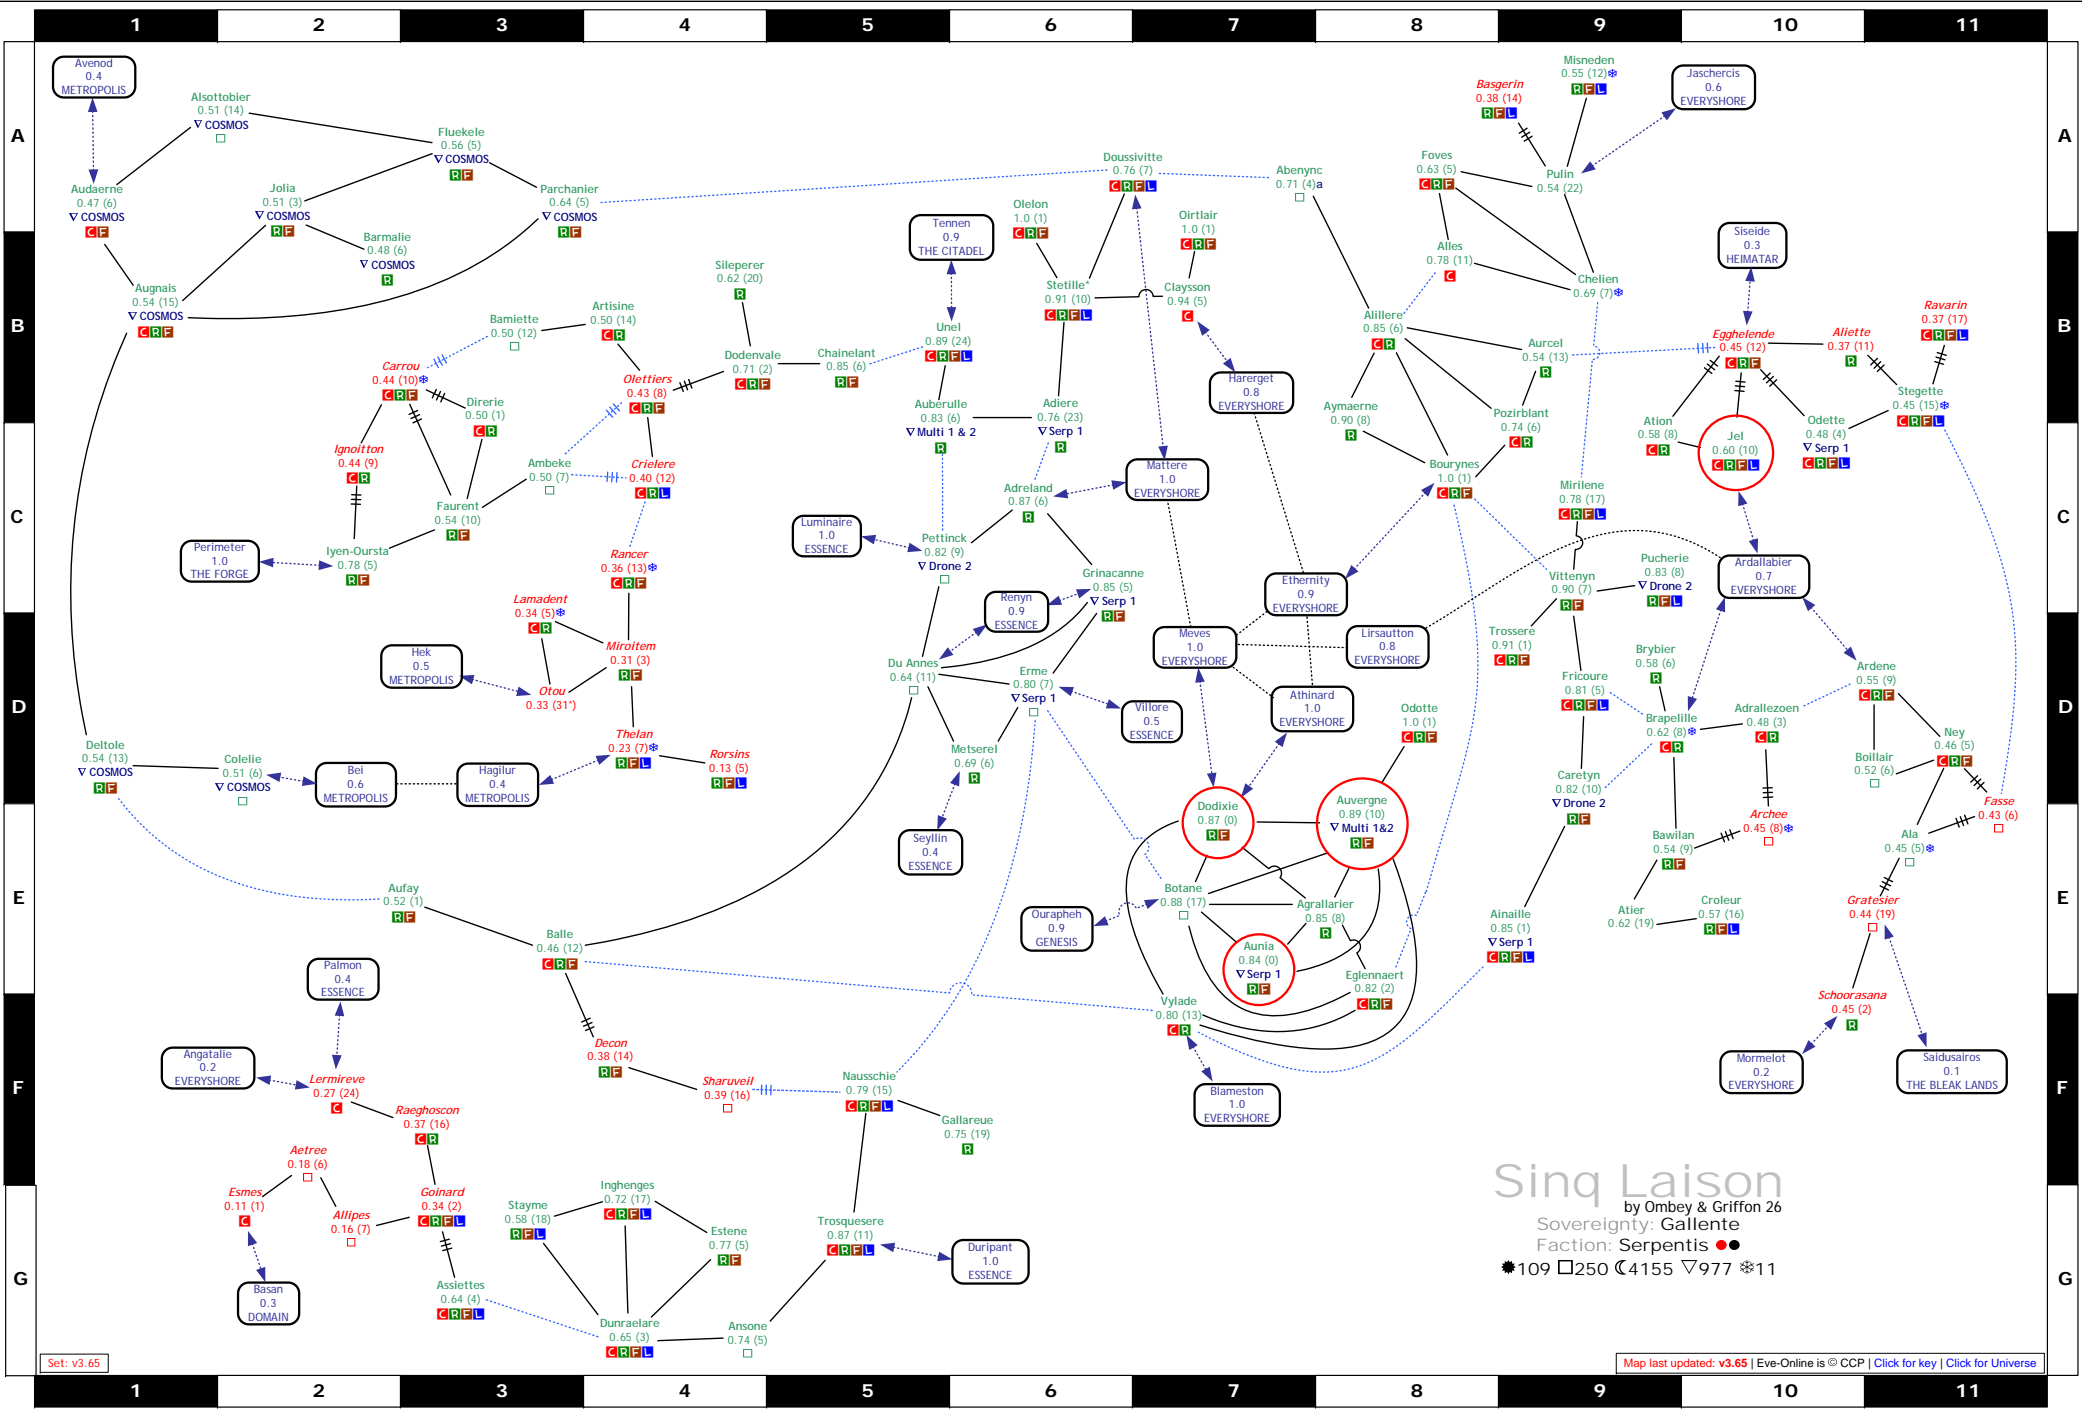 1 2 3 4 5 6 7 8 9 10 11
A
Avenod
0.4
METROPOLIS
Alsottobier
0.51 (14)
▽ COSMOS
Fluekele
0.56 (5)
▽ COSMOS
R F
Audaerne
0.47 (6)
▽ COSMOS
C F
Jolia
0.51 (3)
▽ COSMOS
R F
Parchanier
0.64 (5)
▽ COSMOS
R F
Doussivitte
0.76 (7)
C R F L
Abenync
0.71 (4)a
Foves
0.63 (5)
C R F
Basgerin
0.38 (14)
R F L
Misneden
0.55 (12)❄
R F L
Jaschercis
0.6
EVERYSHORE
Pulin
0.54 (22)
A
B
Barmalie
0.48 (6)
▽ COSMOS
R
Augnais
0.54 (15)
▽ COSMOS
C R F
Tennen
0.9
THE CITADEL
Olelon
1.0 (1)
C R F
Oirtlair
1.0 (1)
C R F
Alles
0.78 (11)
C
Siseide
0.3
HEIMATAR
Sileperer
0.62 (20)
R
Stetille*
0.91 (10)
C R F L
Claysson
0.94 (5)
C
Chelien
0.69 (7)❄
Bamiette
0.50 (12)
Artisine
0.50 (14)
C R
Unel
0.89 (24)
C R F L
Alillere
0.85 (6)
C R
Aurcel
0.54 (13)
R
Egghelende
0.45 (12)
C R F
Aliette
0.37 (11)
R
Ravarin
0.37 (17)
C R F L
Carrou
0.44 (10)❄
C R F
Olettiers
0.43 (8)
C R F
Dodenvale
0.71 (2)
C R F
Chainelant
0.85 (6)
R F
Harerget
0.8
EVERYSHORE
Stegette
0.45 (15)❄
C R F L
Direrie
0.50 (1)
C R
Auberulle
0.83 (6)
▽ Multi 1 & 2
R
Adiere
0.76 (23)
▽ Serp 1
R
Aymaerne
0.90 (8)
R
Pozirblant
0.74 (6)
C R
Ation
0.58 (8)
C R
Jel
0.60 (10)
C R F L
Odette
0.48 (4)
▽ Serp 1
C R F L
B
C
Ignoitton
0.44 (9)
C R
Ambeke
0.50 (7)
Crielere
0.40 (12)
C R L
Mattere
1.0
EVERYSHORE
Bourynes
1.0 (1)
C R F
Adreland
0.87 (6)
R
Mirilene
0.78 (17)
C R F L
Faurent
0.54 (10)
R F
Perimeter
1.0
THE FORGE
Iyen-Oursta
0.78 (5)
R F
Luminaire
1.0
ESSENCE
Pettinck
0.82 (9)
▽ Drone 2
Rancer
0.36 (13)❄
C R F
Grinacanne
0.85 (5)
▽ Serp 1
R F
Ethernity
0.9
EVERYSHORE
Vittenyn
0.90 (7)
R F
Pucherie
0.83 (8)
▽ Drone 2
R F L
Ardallabier
0.7
EVERYSHORE
C
D
Lamadent
0.34 (5)❄
C R
Renyn
0.9
ESSENCE
Hek
0.5
METROPOLIS
Miroitem
0.31 (3)
R F
Otou
0.33 (31*)
Du Annes
0.64 (11)
Erme
0.80 (7)
▽ Serp 1
Meves
1.0
EVERYSHORE
Lirsautton
0.8
EVERYSHORE
Trossere
0.91 (1)
C R F
Brybier
0.58 (6)
R
Fricoure
0.81 (5)
C R F L
Ardene
0.55 (9)
C R F
Villore
0.5
ESSENCE
Athinard
1.0
EVERYSHORE
Odotte
1.0 (1)
C R F
Brapelille
0.62 (8)❄
C R
Adrallezoen
0.48 (3)
C R
Deltole
0.54 (13)
▽ COSMOS
R F
Colelie
0.51 (6)
▽ COSMOS
Bei
0.6
METROPOLIS
Hagilur
0.4
METROPOLIS
Thelan
0.23 (7)❄
R F L
Rorsins
0.13 (5)
R F L
Metserel
0.69 (6)
R
Boillair
0.52 (6)
Ney
0.46 (5)
C R F
D
E
Caretyn
0.82 (10)
▽ Drone 2
R F
Dodixie
0.87 (0)
R F
Auvergne
0.89 (10)
▽ Multi 1&2
R F
Archee
0.45 (8)❄
Fasse
0.43 (6)
Seyllin
0.4
ESSENCE
Bawilan
0.54 (9)
R F
Ala
0.45 (5)❄
Aufay
0.52 (1)
R F
Balle
0.46 (12)
C R F
Ourapheh
0.9
GENESIS
Botane
0.88 (17)
Agrallarier
0.85 (8)
R
Ainaille
0.85 (1)
▽ Serp 1
C R F L
Atier
0.62 (19)
Croleur
0.57 (16)
R F L
Gratesier
0.44 (19)
Aunia
0.84 (0)
▽ Serp 1
R F
Eglennaert
0.82 (2)
C R F
E
F
Palmon
0.4
ESSENCE
Vylade
0.80 (13)
C R
Schoorasana
0.45 (2)
R
Angatalie
0.2
EVERYSHORE
Lermireve
0.27 (24)
C
Decon
0.38 (14)
R F
Sharuveil
0.39 (16)
Nausschie
0.79 (15)
C R F L
Blameston
1.0
EVERYSHORE
Mormelot
0.2
EVERYSHORE
Saidusairos
0.1
THE BLEAK LANDS
Raeghoscon
0.37 (16)
C R
Gallareue
0.75 (19)
R
Aetree
0.18 (6)
F
G
Esmes
0.11 (1)
C
Allipes
0.16 (7)
Goinard
0.34 (2)
C R F L
Stayme
0.58 (18)
R F L
Inghenges
0.72 (17)
C R F L
Estene
0.77 (5)
R F
Trosquesere
0.87 (11)
C R F L
Duripant
1.0
ESSENCE
Basan
0.3
DOMAIN
Assiettes
0.64 (4)
C R F L
Dunraelare
0.65 (3)
C R F L
Ansone
0.74 (5)
Sinq Laison
by Ombey & Griffon 26
Sovereignty: Gallente
Faction: Serpentis
109 250 4155 ▽977 ❄11
G
Set: v3.65
Map last updated: v3.65 | Eve-Online is © CCP | Click for key | Click for Universe
1 2 3 4 5 6 7 8 9 10 11